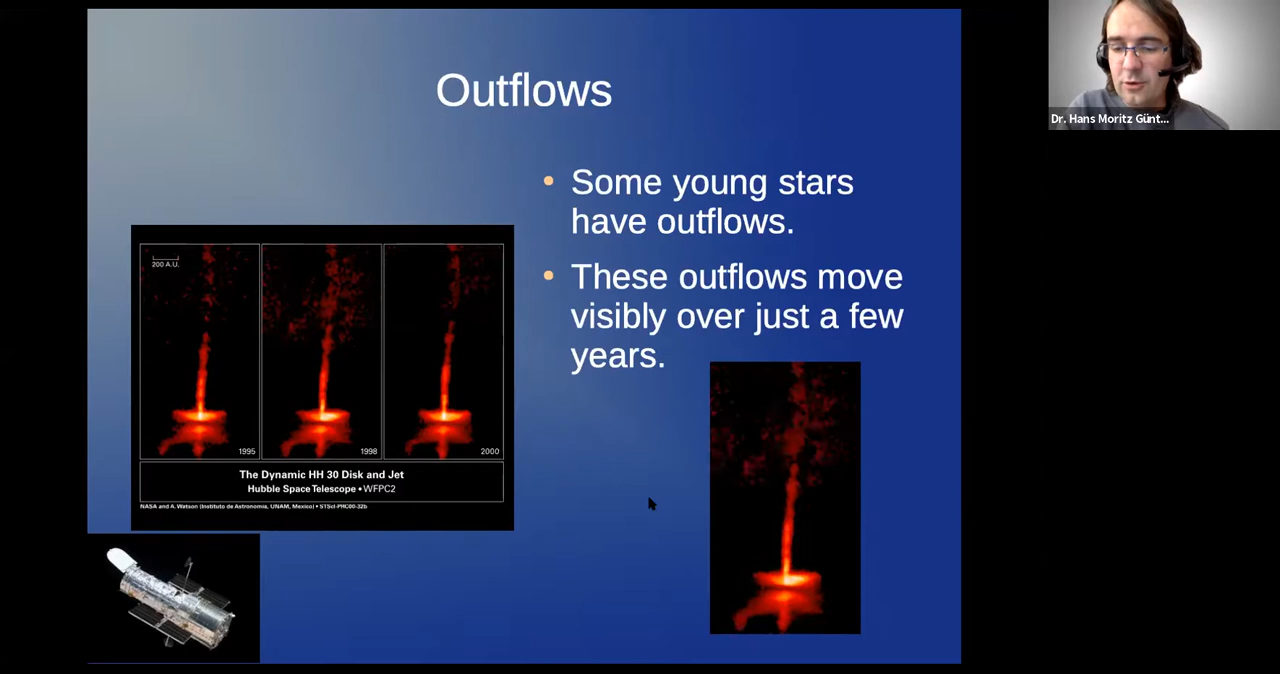 Outflows
Some young stars
have outflows.
These outflows move
visibly over just a few
years.
200 A.U.
1995
1998
2000
The Dynamic HH 30 Disk and Jet
Hubble Space Telescope • WFPC2
NASA and A. Watson (Instituto de Astronomía, UNAM, Mexico) • STScI-PRC00-32b
Dr. Hans Moritz Günt...